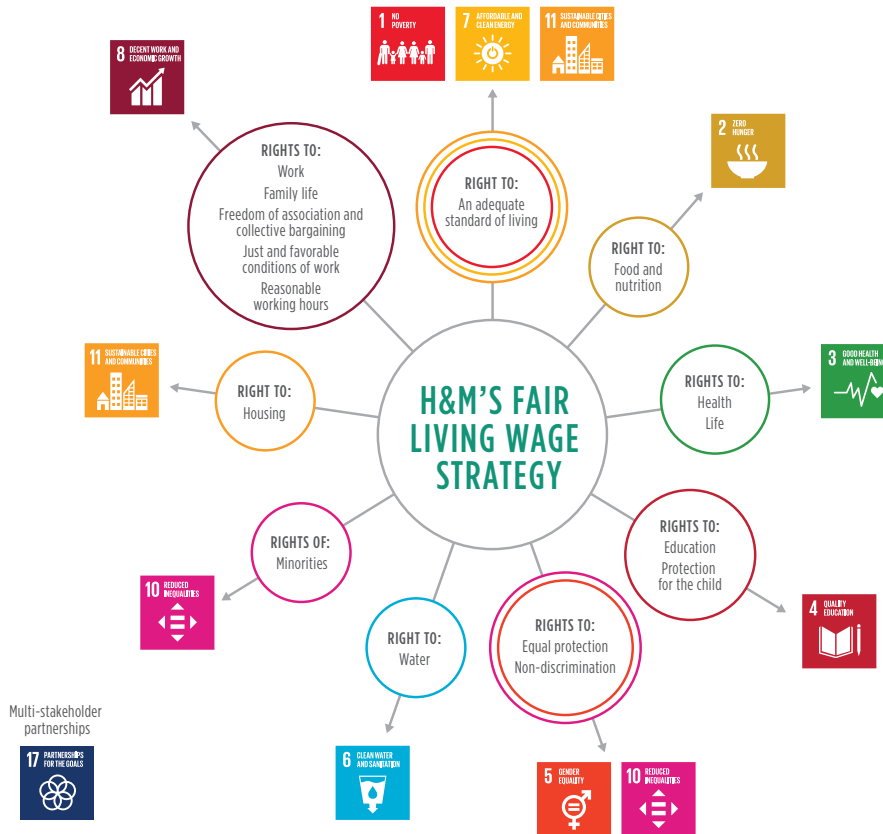 1 NO
POVERTY
7 AFFORDABLE AND
CLEAN ENERGY
11 SUSTAINABLE CITIES
AND COMMUNITIES
8 DECENT WORK AND
ECONOMIC GROWTH
2 ZERO
HUNGER
RIGHTS TO:
Work
Family life
Freedom of association and
collective bargaining
Just and favorable
conditions of work
Reasonable
working hours
RIGHT TO:
An adequate
standard of living
RIGHT TO:
Food and
nutrition
11 SUSTAINABLE CITIES
AND COMMUNITIES
RIGHT TO:
Housing
H&M'S FAIR
LIVING WAGE
STRATEGY
RIGHTS TO:
Health
Life
3 GOOD HEALTH
AND WELL-BEING
RIGHTS OF:
Minorities
RIGHTS TO:
Education
Protection
for the child
10 REDUCED
INEQUALITIES
RIGHT TO:
Water
RIGHTS TO:
Equal protection
Non-discrimination
4 QUALITY
EDUCATION
Multi-stakeholder
partnerships
17 PARTNERSHIPS
FOR THE GOALS
6 CLEAN WATER
AND SANITATION
5 GENDER
EQUALITY
10 REDUCED
INEQUALITIES